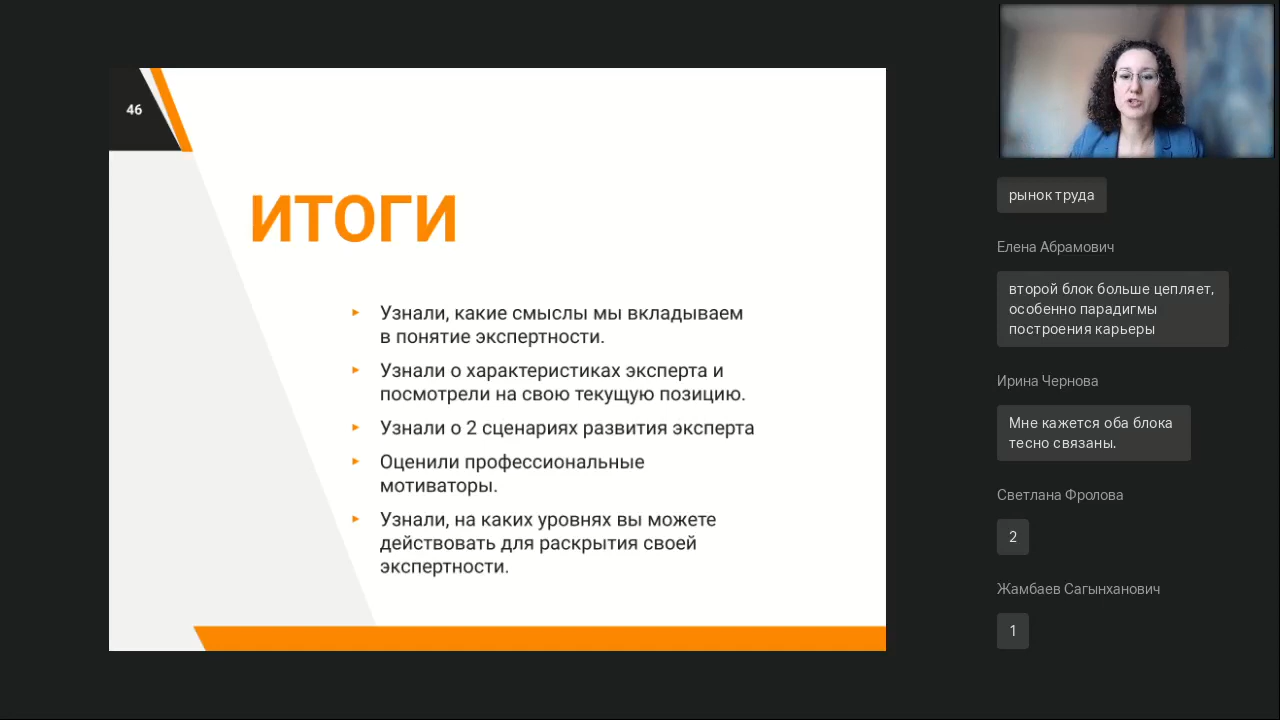 46
ИТОГИ
Узнали, какие смыслы мы вкладываем
в понятие экспертности.
Узнали о характеристиках эксперта и
посмотрели на свою текущую позицию.
Узнали о 2 сценариях развития эксперта
Оценили профессиональные
мотиваторы.
Узнали, на каких уровнях вы можете
действовать для раскрытия своей
экспертности.
рынок труда
Елена Абрамович
второй блок больше цепляет,
особенно парадигмы
построения карьеры
Ирина Чернова
Мне кажется оба блока
тесно связаны.
Светлана Фролова
2
Жамбаев Сагынханович
1